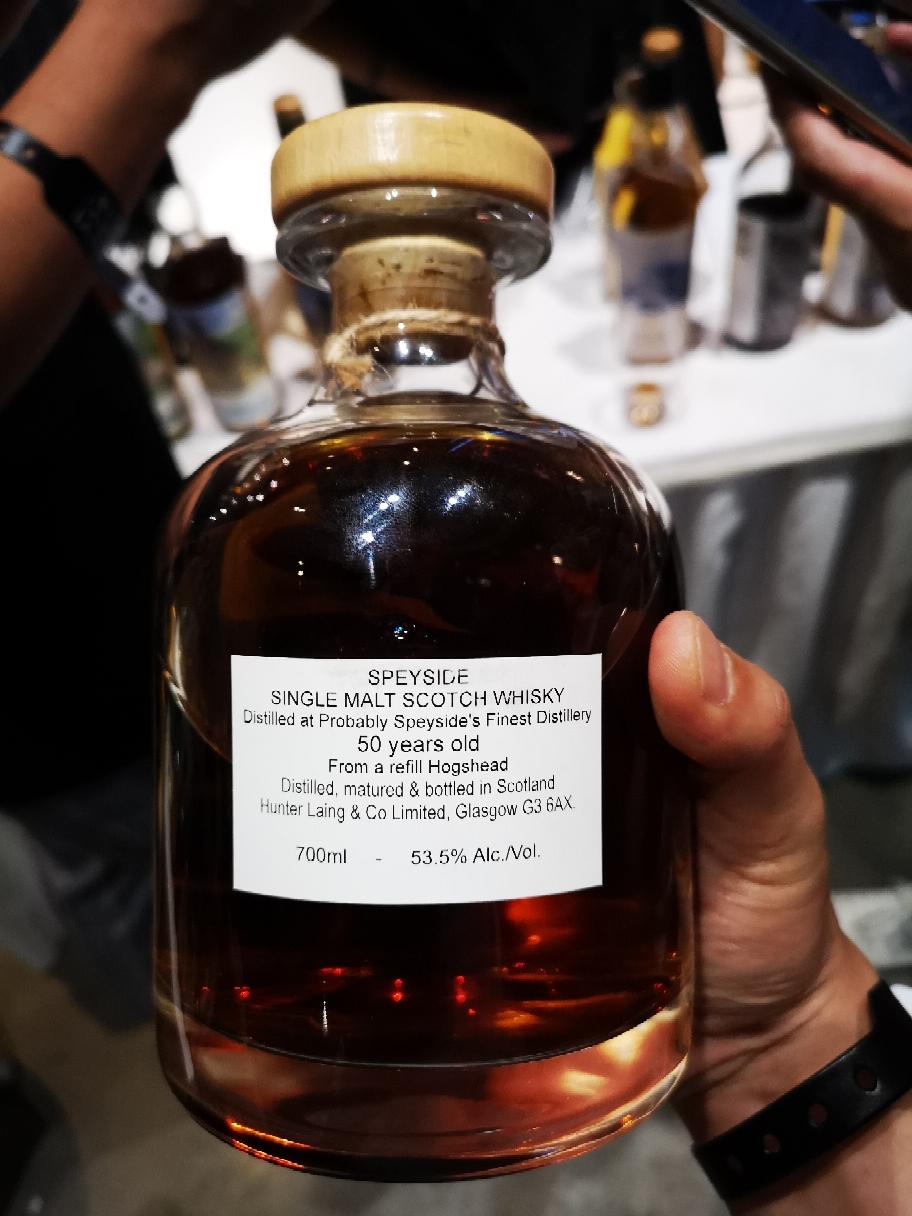 SPEYSIDE
SINGLE MALT SCOTCH WHISKY
Distilled at Probably Speyside's Finest Distillery
50 years old
From a refill Hogshead
Distilled, matured & bottled in Scotland
Hunter Laing & Co Limited, Glasgow G3 6AX.
700ml - 53.5% Alc./Vol.